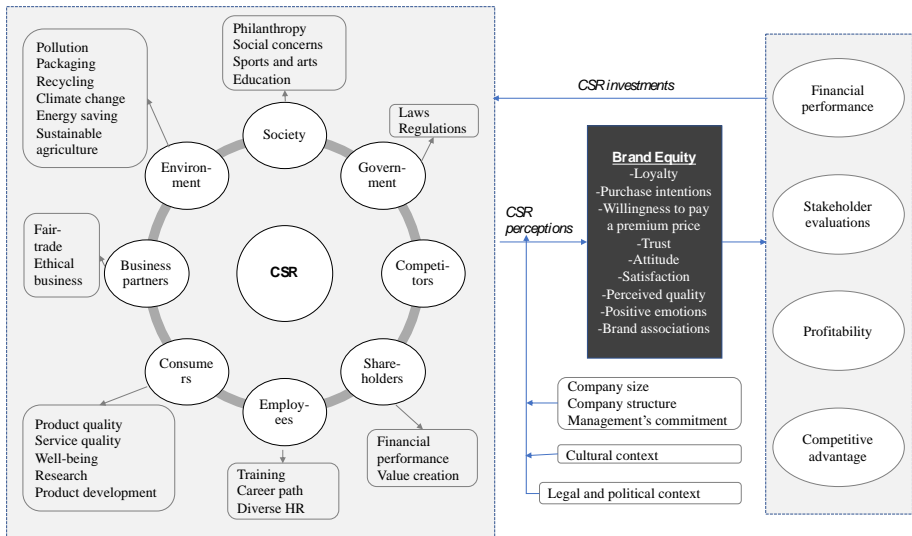 Pollution
Packaging
Recycling
Climate change
Energy saving
Sustainable
agriculture
Philanthropy
Social concerns
Sports and arts
Education
Laws
Regulations
Society
Environ-
ment
Govern-
ment
Fair-
trade
Ethical
business
Business
partners
CSR
Competi-
tors
Consume
rs
Share-
holders
Employ-
ees
Product quality
Service quality
Well-being
Research
Product development
Training
Career path
Diverse HR
Financial
performance
Value creation
CSR investments
CSR
perceptions
Brand Equity
-Loyalty
-Purchase intentions
-Willingness to pay
a premium price
-Trust
-Attitude
-Satisfaction
-Perceived quality
-Positive emotions
-Brand associations
Company size
Company structure
Management's commitment
Cultural context
Legal and political context
Financial
performance
Stakeholder
evaluations
Profitability
Competitive
advantage